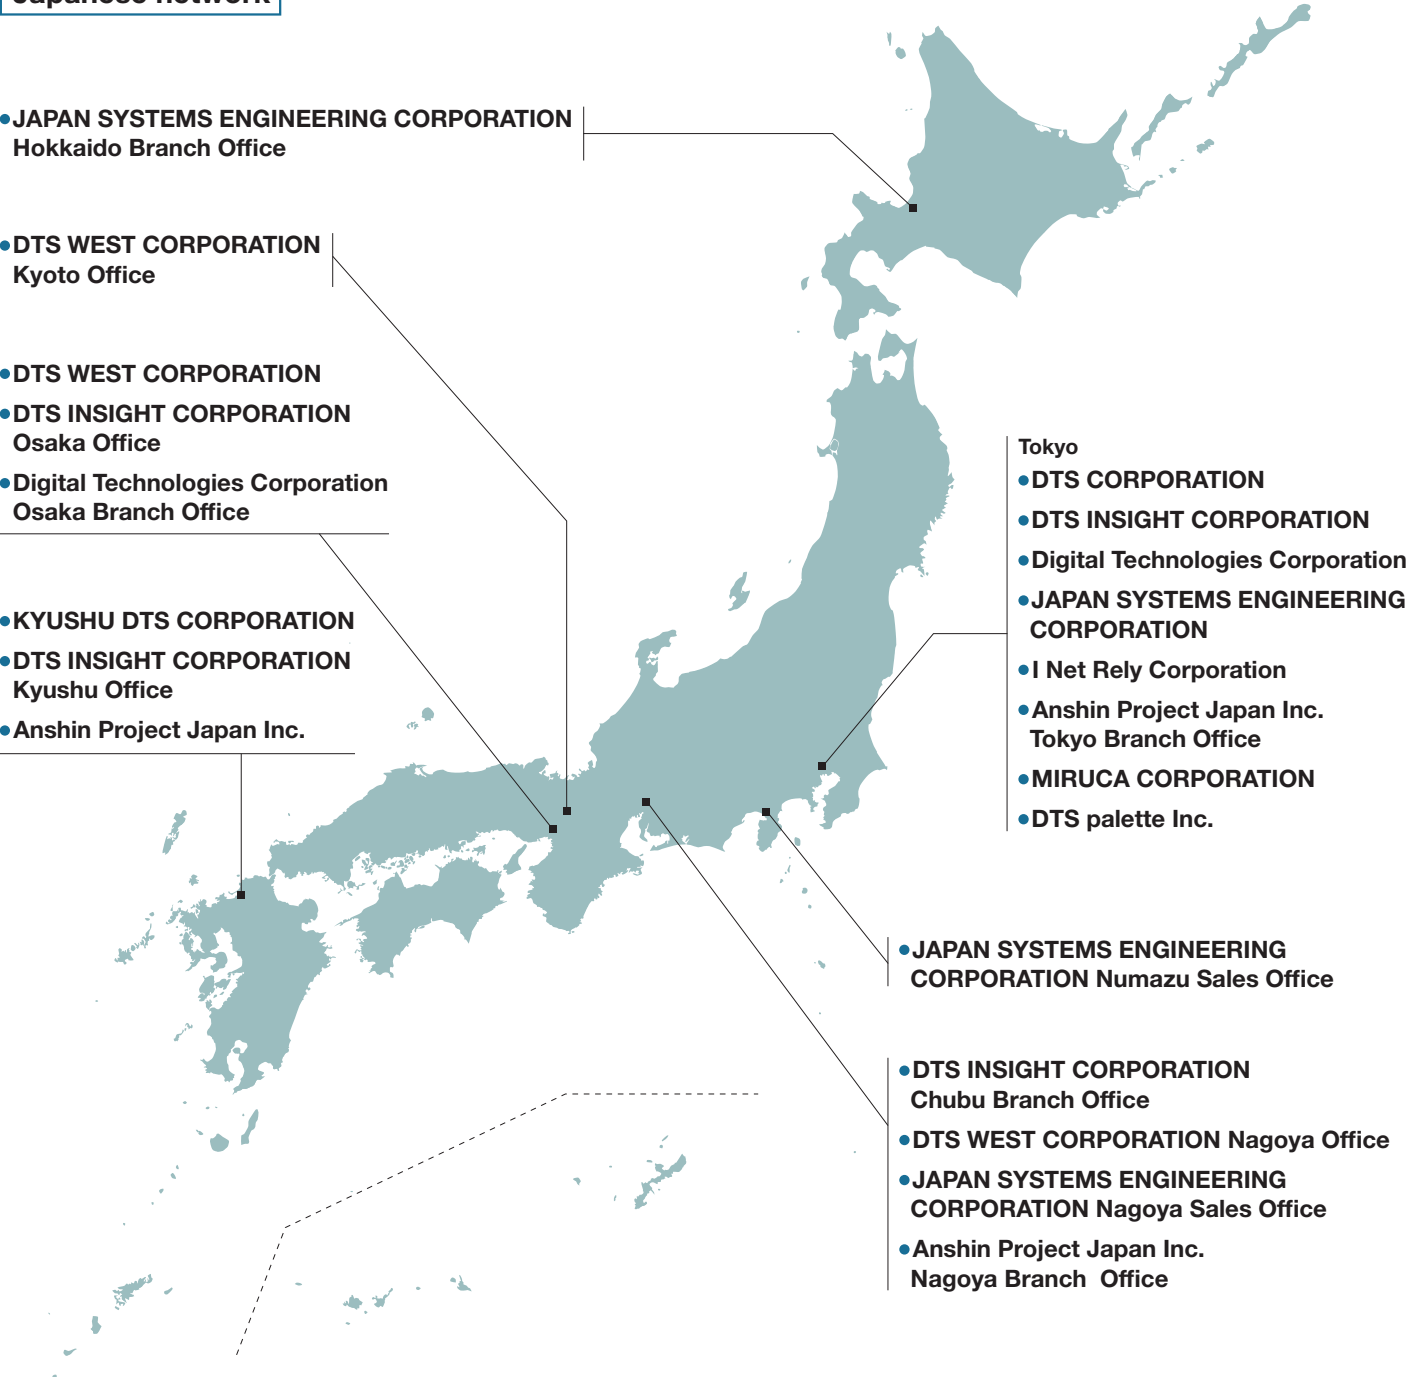 Japanese network
●JAPAN SYSTEMS ENGINEERING CORPORATION
Hokkaido Branch Office
●DTS WEST CORPORATION
Kyoto Office
●DTS WEST CORPORATION
●DTS INSIGHT CORPORATION
Osaka Office
●Digital Technologies Corporation
Osaka Branch Office
●KYUSHU DTS CORPORATION
●DTS INSIGHT CORPORATION
Kyushu Office
●Anshin Project Japan Inc.
Tokyo
●DTS CORPORATION
●DTS INSIGHT CORPORATION
●Digital Technologies Corporation
●JAPAN SYSTEMS ENGINEERING
CORPORATION
●I Net Rely Corporation
●Anshin Project Japan Inc.
Tokyo Branch Office
●MIRUCA CORPORATION
●DTS palette Inc.
●JAPAN SYSTEMS ENGINEERING
CORPORATION Numazu Sales Office
●DTS INSIGHT CORPORATION
Chubu Branch Office
●DTS WEST CORPORATION Nagoya Office
●JAPAN SYSTEMS ENGINEERING
CORPORATION Nagoya Sales Office
●Anshin Project Japan Inc.
Nagoya Branch Office